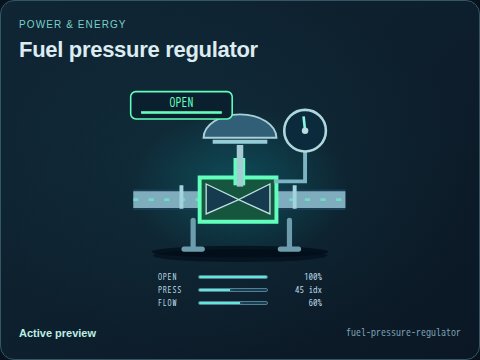 POWER & ENERGY
Fuel pressure regulator
OPEN
OPEN 100%
PRESS 45 idx
FLOW 60%
Active preview fuel-pressure-regulator